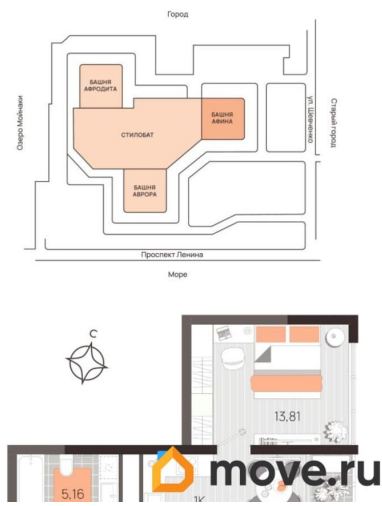 Город
БАШНЯ
АФРОДИТА
БАШНЯ
АФИНА
СТИЛОБАТ
БАШНЯ
АВРОРА
Озеро Мойнаки
ул. Шевченко
Старый город
Проспект Ленина
Море
С
13,81
5,16
1К
move.ru